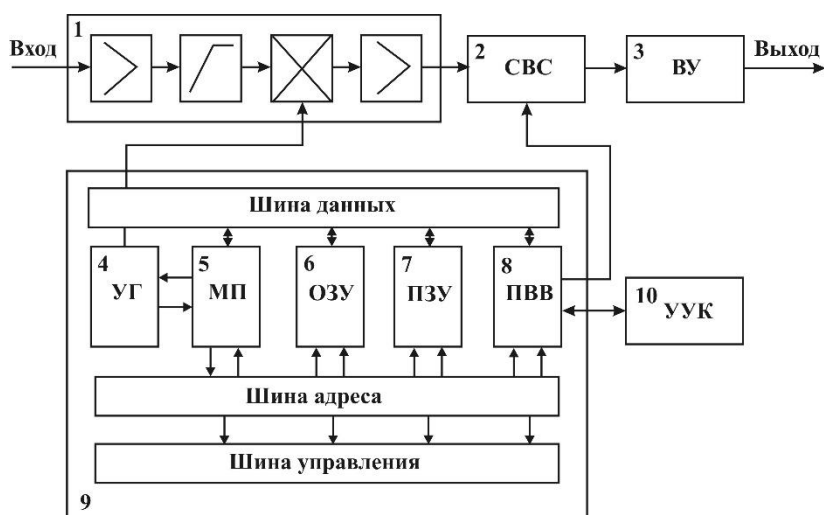 1
Вход
2
СВС
3
ВУ
Выход
Шина данных
4
УГ
5
МП
6
ОЗУ
7
ПЗУ
8
ПВВ
10
УУК
Шина адреса
Шина управления
9